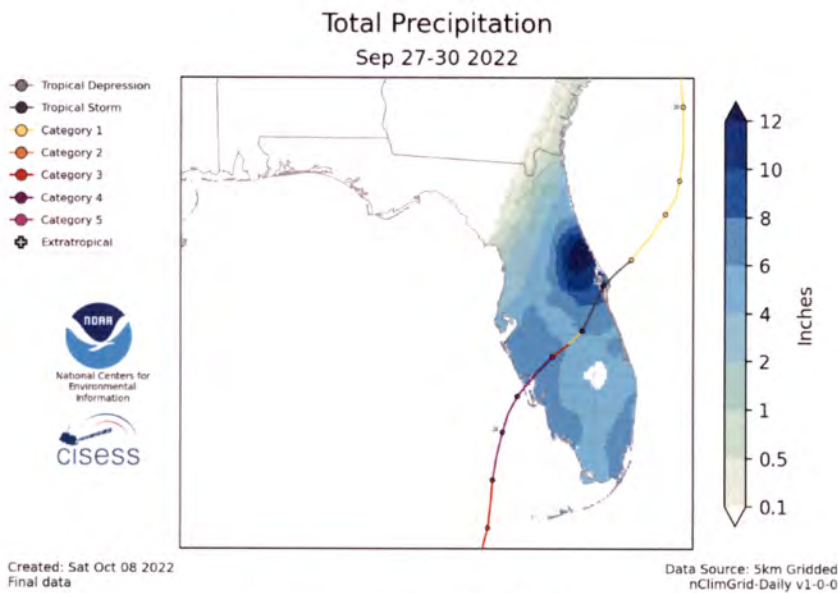 Total Precipitation
Sep 27-30 2022
Tropical Depression
Tropical Storm
Category 1
Category 2
Category 3
Category 4
Category 5
Extratropical
NOAA
National Centers for
Environmental
Information
CISESS
12
10
8
6
4
2
1
0.5
0.1
Inches
Created: Sat Oct 08 2022
Final data
Data Source: 5km Gridded
nClimGrid-Daily v1-0-0